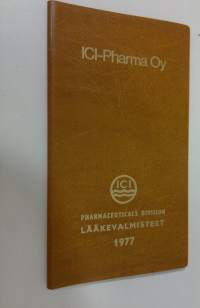 ICI-Pharma Oy
ICI
PHARMACEUTICALS DIVISION
LÄÄKEVALMISTEET
1977